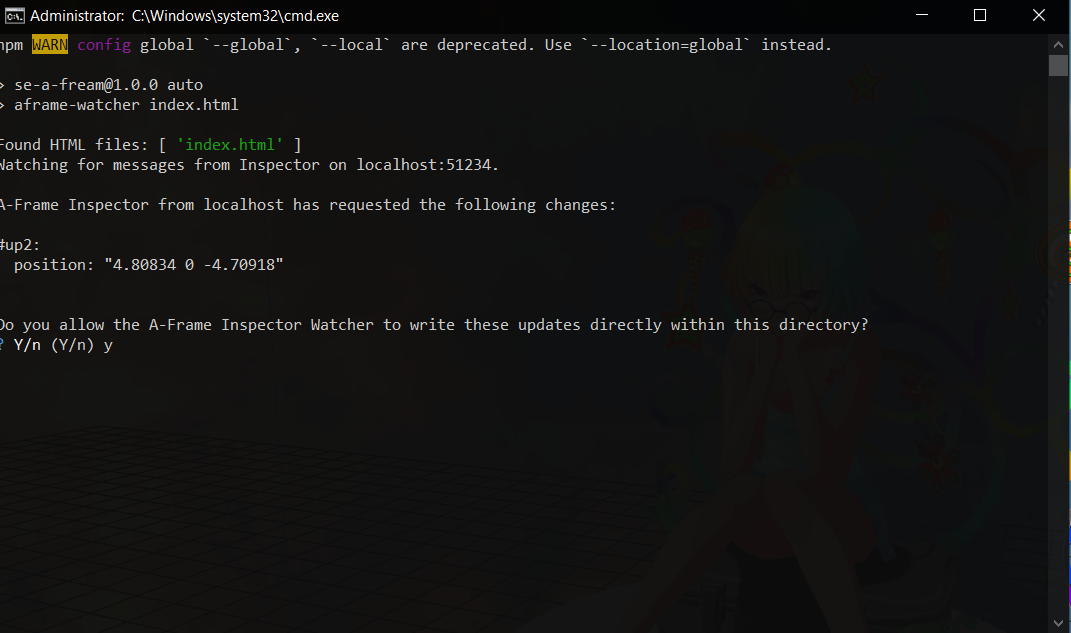 Administrator: C:\Windows\system32\cmd.exe
npm WARN config global `--global`, `--local` are deprecated. Use `--location=global` instead.
> se-a-fream@1.0.0 auto
> aframe-watcher index.html
Found HTML files: [ 'index.html' ]
Watching for messages from Inspector on localhost:51234.
A-Frame Inspector from localhost has requested the following changes:
#up2:
position: "4.80834 0 -4.70918"
Do you allow the A-Frame Inspector Watcher to write these updates directly within this directory?
? Y/n (Y/n) y